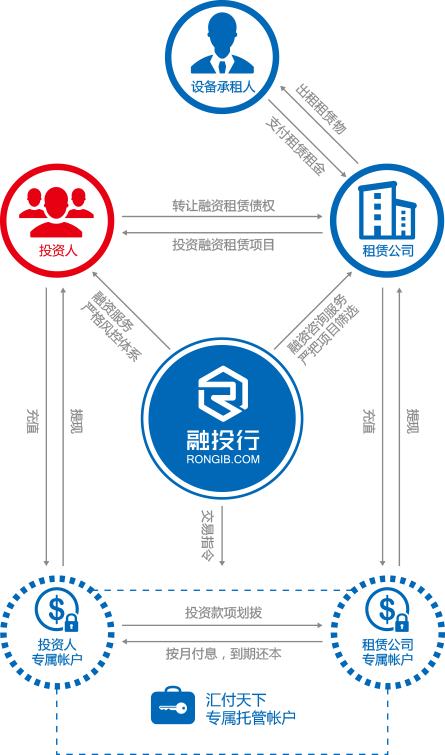 设备承租人
出租租赁物
支付租赁租金
投资人
转让融资租赁债权
投资融资租赁项目
租赁公司
融资服务
严格风控体系
融资咨询服务
严把项目筛选
融投行
RONGIB.COM
充值
提现
充值
提现
交易指令
投资人
专属帐户
投资款项划拨
按月付息，到期还本
租赁公司
专属帐户
汇付天下
专属托管帐户